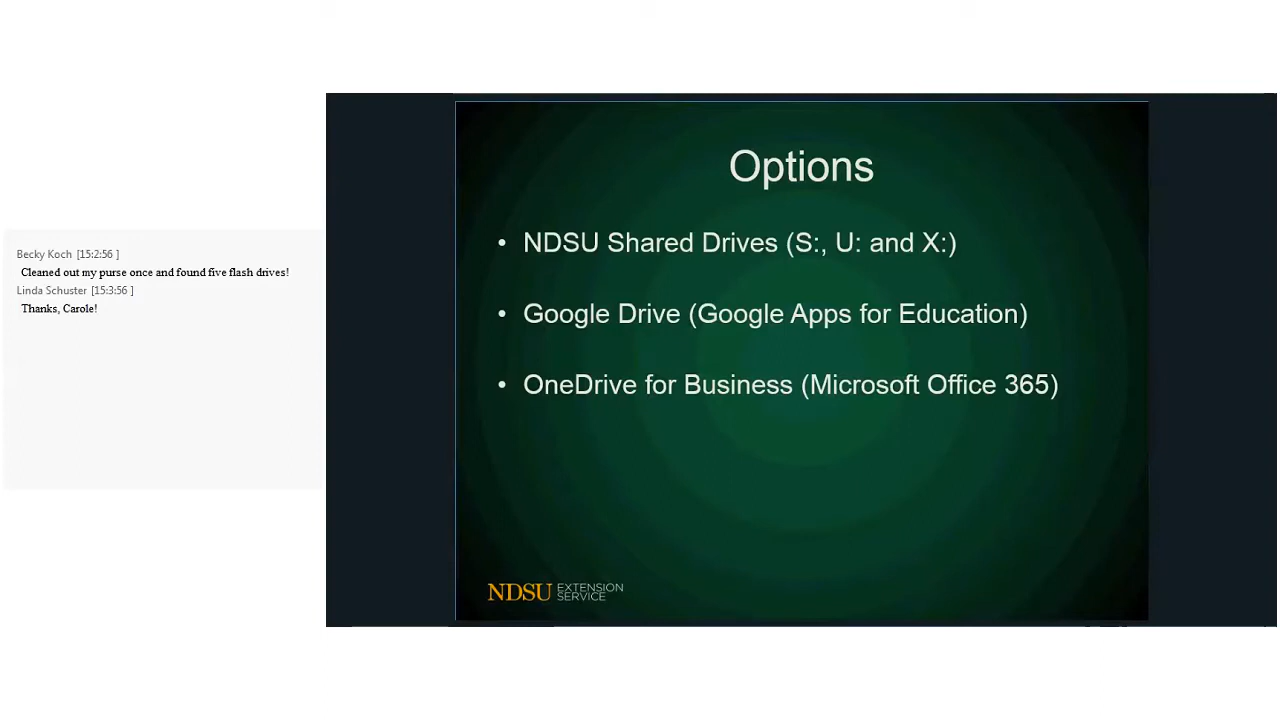 Becky Koch [15:2:56 ]
Cleaned out my purse once and found five flash drives!
Linda Schuster [15:3:56 ]
Thanks, Carole!
Options
• NDSU Shared Drives (S:, U: and X:)
• Google Drive (Google Apps for Education)
• OneDrive for Business (Microsoft Office 365)
NDSU EXTENSION
SERVICE